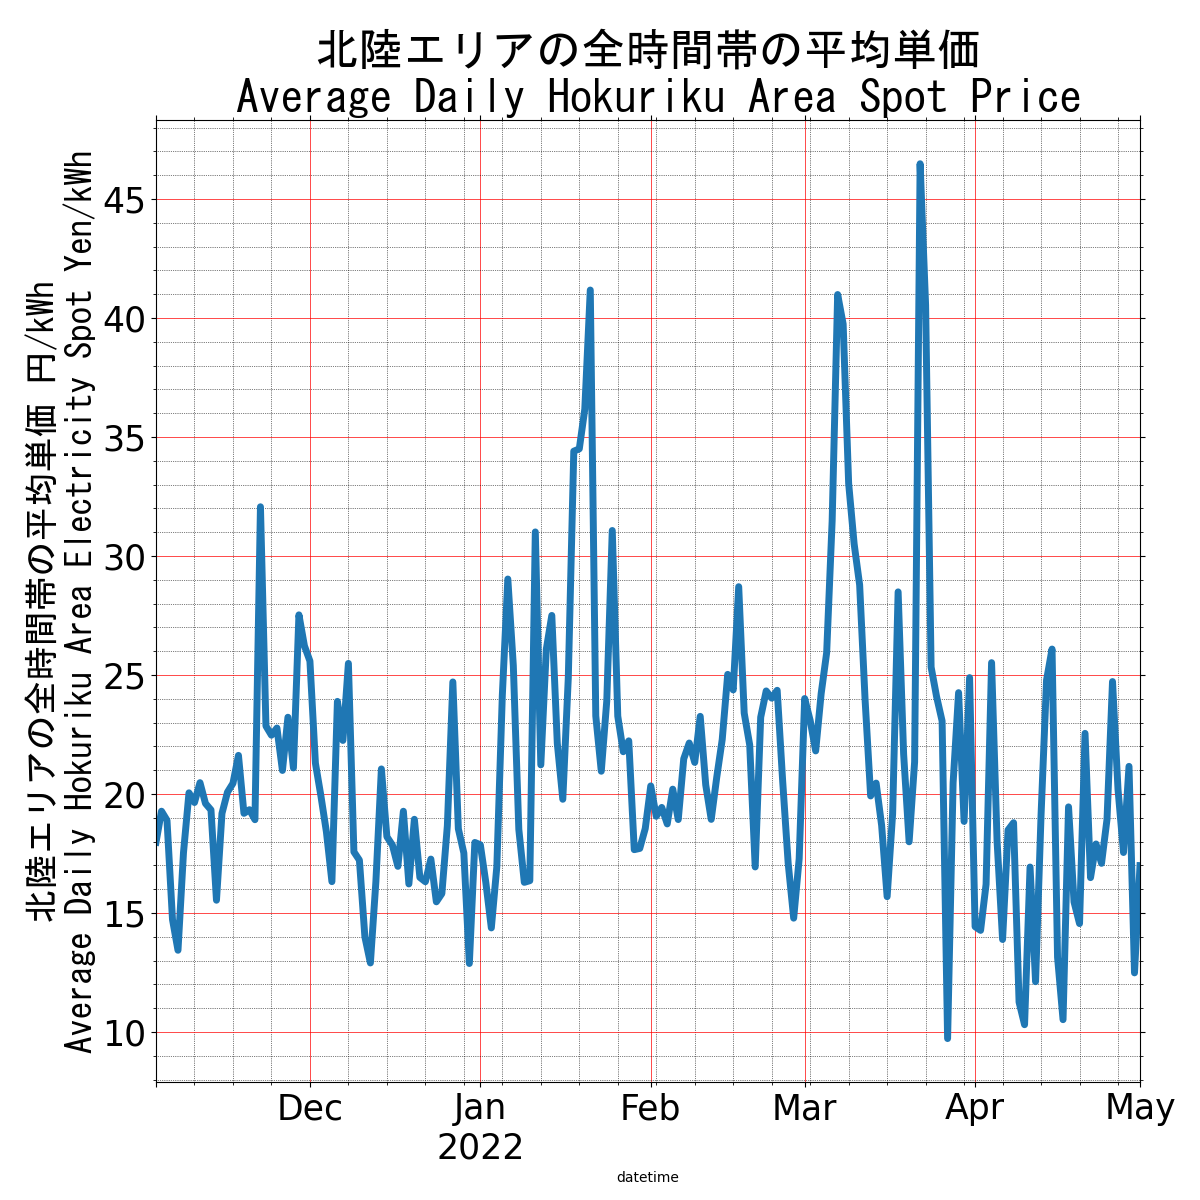 北陸エリアの全時間帯の平均単価
Average Daily Hokuriku Area Spot Price
北陸エリアの全時間帯の平均単価 円/kWh
Average Daily Hokuriku Area Electricity Spot Yen/kWh
45
40
35
30
25
20
15
10
Dec
Jan
2022
Feb
Mar
Apr
May
datetime